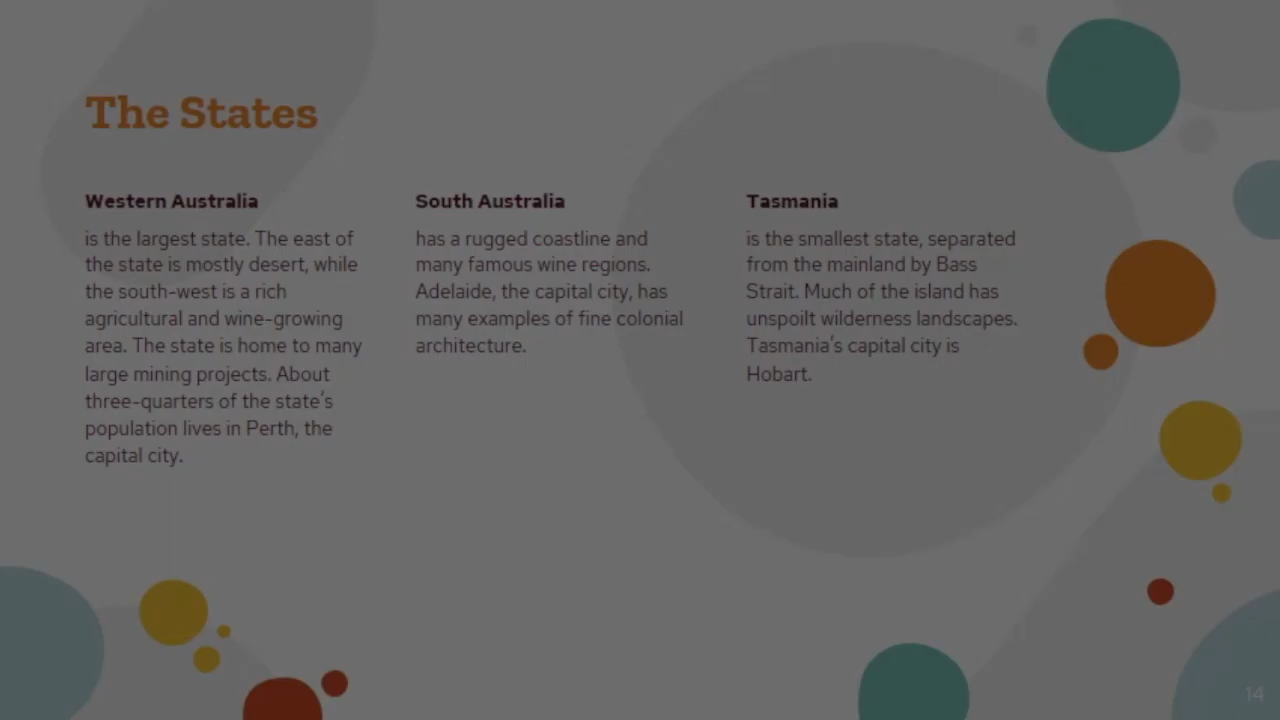 The States
Western Australia
is the largest state. The east of
the state is mostly desert, while
the south-west is a rich
agricultural and wine-growing
area. The state is home to many
large mining projects. About
three-quarters of the state's
population lives in Perth, the
capital city.
South Australia
has a rugged coastline and
many famous wine regions.
Adelaide, the capital city, has
many examples of fine colonial
architecture.
Tasmania
is the smallest state, separated
from the mainland by Bass
Strait. Much of the island has
unspoilt wilderness landscapes.
Tasmania's capital city is
Hobart.
14